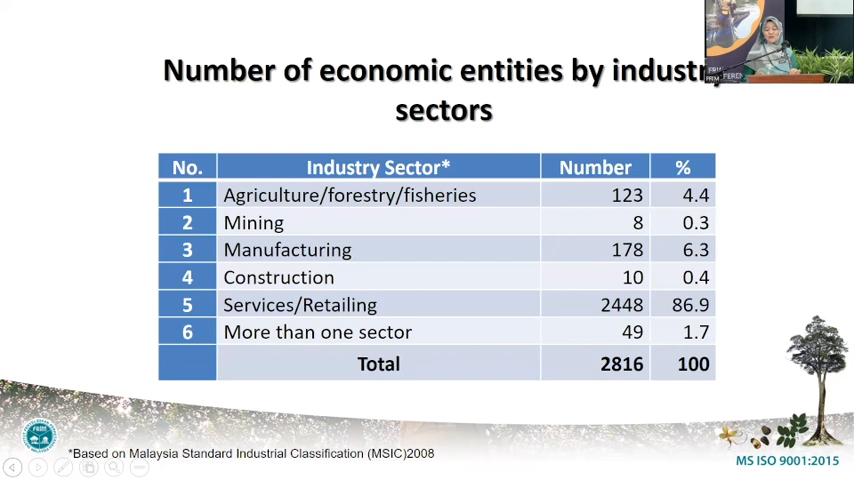 Number of economic entities by industry
sectors
No. Industry Sector* Number %
1 Agriculture/forestry/fisheries 123 4.4
2 Mining 8 0.3
3 Manufacturing 178 6.3
4 Construction 10 0.4
5 Services/Retailing 2448 86.9
6 More than one sector 49 1.7
Total 2816 100
FRIM
*Based on Malaysia Standard Industrial Classification (MSIC)2008
MS ISO 9001:2015